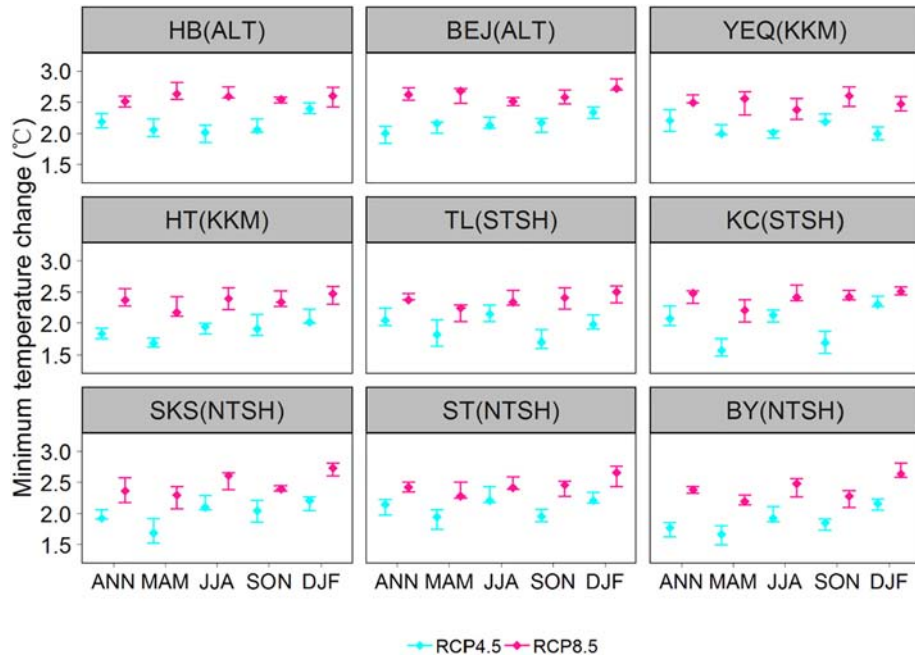 HB(ALT) BEJ(ALT) YEQ(KKM)
3.0
2.5
2.0
1.5
HT(KKM) TL(STSH) KC(STSH)
3.0
2.5
2.0
1.5
SKS(NTSH) ST(NTSH) BY(NTSH)
3.0
2.5
2.0
1.5
Minimum temperature change (℃)
ANN MAM JJA SON DJF ANN MAM JJA SON DJF ANN MAM JJA SON DJF
RCP4.5 RCP8.5